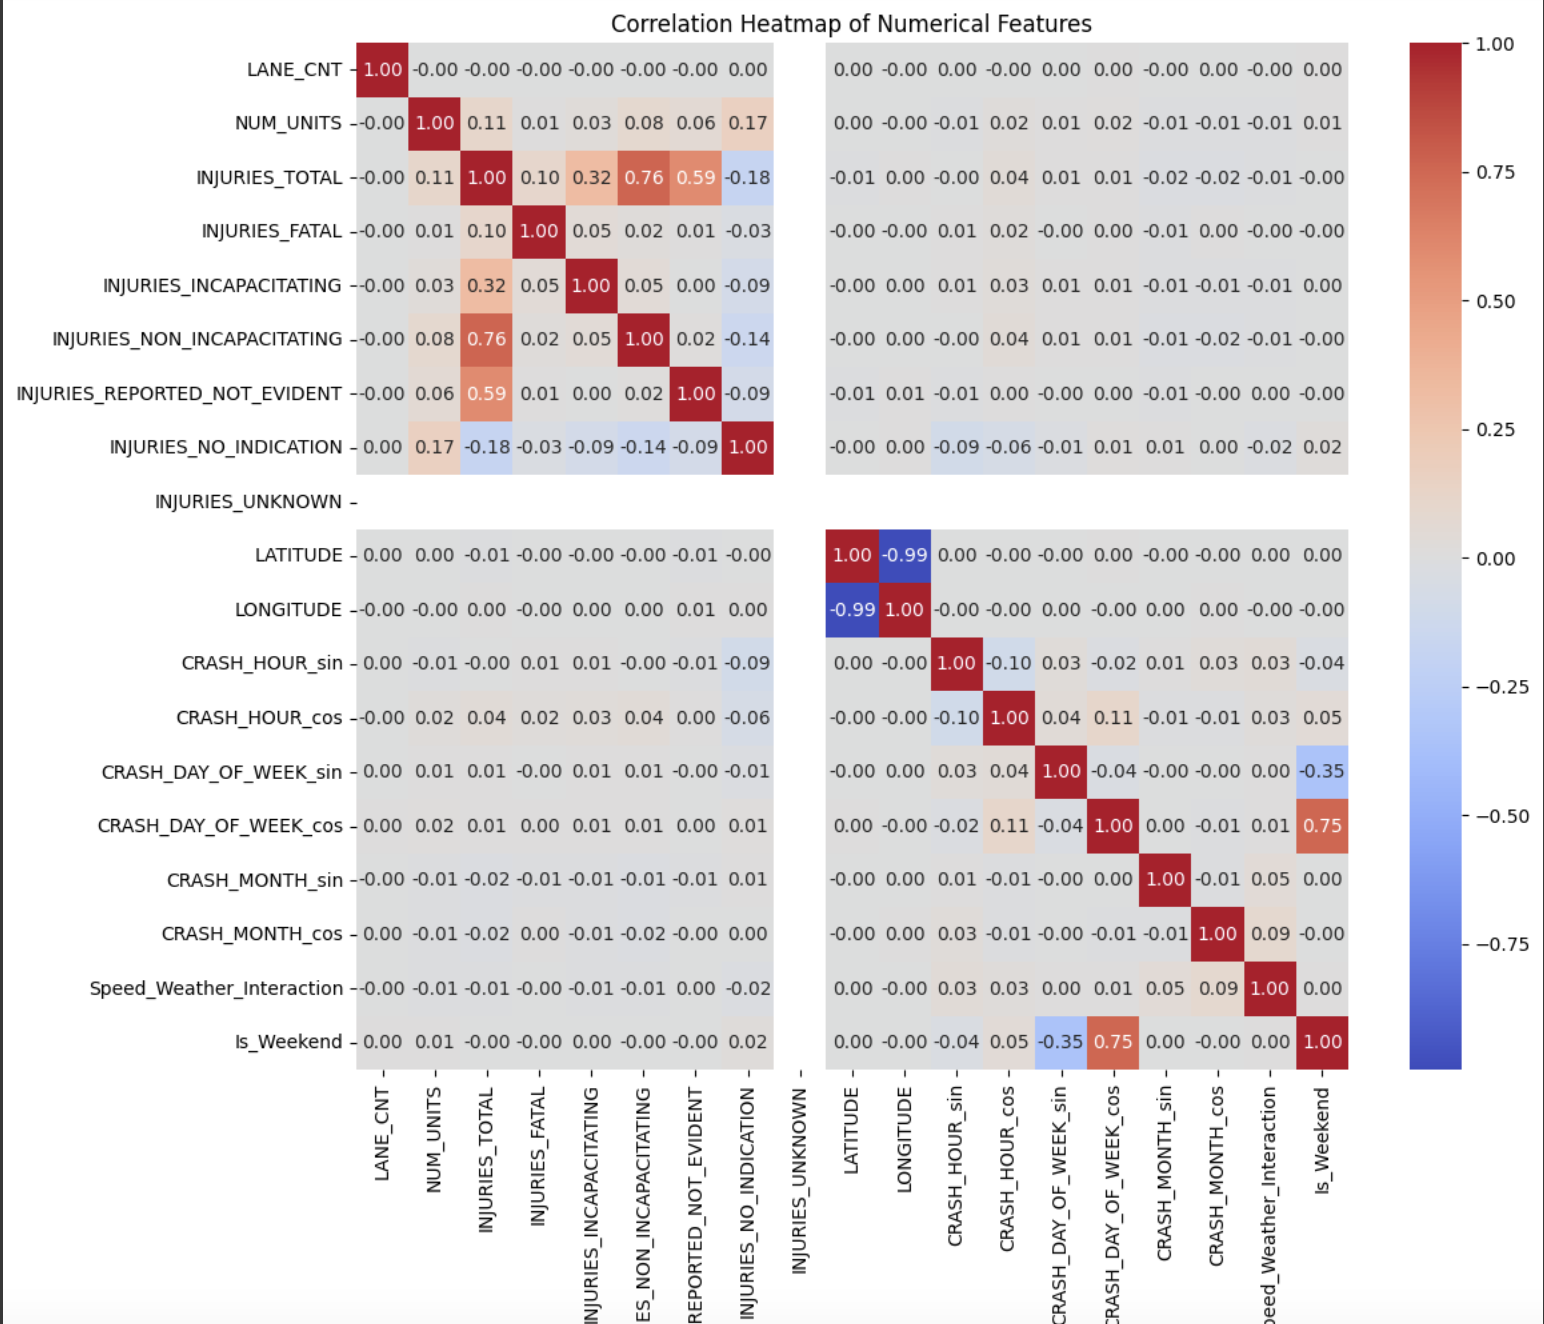 Correlation Heatmap of Numerical Features
LANE_CNT 1.00 -0.00 -0.00 -0.00 -0.00 -0.00 -0.00 0.00 0.00 -0.00 0.00 -0.00 0.00 0.00 -0.00 0.00 -0.00 0.00
NUM_UNITS -0.00 1.00 0.11 0.01 0.03 0.08 0.06 0.17 0.00 -0.00 -0.01 0.02 0.01 0.02 -0.01 -0.01 -0.01 0.01
INJURIES_TOTAL -0.00 0.11 1.00 0.10 0.32 0.76 0.59 -0.18 -0.01 0.00 -0.00 0.04 0.01 0.01 -0.02 -0.02 -0.01 -0.00
INJURIES_FATAL -0.00 0.01 0.10 1.00 0.05 0.02 0.01 -0.03 -0.00 -0.00 0.01 0.02 -0.00 0.00 -0.01 0.00 -0.00 -0.00
INJURIES_INCAPACITATING -0.00 0.03 0.32 0.05 1.00 0.05 0.00 -0.09 -0.00 0.00 0.01 0.03 0.01 0.01 -0.01 -0.01 -0.01 0.00
INJURIES_NON_INCAPACITATING -0.00 0.08 0.76 0.02 0.05 1.00 0.02 -0.14 -0.00 0.00 -0.00 0.04 0.01 0.01 -0.01 -0.02 -0.01 -0.00
INJURIES_REPORTED_NOT_EVIDENT -0.00 0.06 0.59 0.01 0.00 0.02 1.00 -0.09 -0.01 0.01 -0.01 0.00 -0.00 0.00 -0.01 -0.00 0.00 -0.00
INJURIES_NO_INDICATION 0.00 0.17 -0.18 -0.03 -0.09 -0.14 -0.09 1.00 -0.00 0.00 -0.09 -0.06 -0.01 0.01 0.01 0.00 -0.02 0.02
INJURIES_UNKNOWN
LATITUDE 0.00 0.00 -0.01 -0.00 -0.00 -0.00 -0.01 -0.00 1.00 -0.99 0.00 -0.00 -0.00 0.00 -0.00 -0.00 0.00 0.00
LONGITUDE -0.00 -0.00 0.00 -0.00 0.00 0.00 0.01 0.00 -0.99 1.00 -0.00 -0.00 0.00 -0.00 0.00 0.00 -0.00 -0.00
CRASH_HOUR_sin 0.00 -0.01 -0.00 0.01 0.01 -0.00 -0.01 -0.09 0.00 -0.00 1.00 -0.10 0.03 -0.02 0.01 0.03 0.03 -0.04
CRASH_HOUR_cos -0.00 0.02 0.04 0.02 0.03 0.04 0.00 -0.06 -0.00 -0.00 -0.10 1.00 0.04 0.11 -0.01 -0.01 0.03 0.05
CRASH_DAY_OF_WEEK_sin 0.00 0.01 0.01 -0.00 0.01 0.01 -0.00 -0.01 -0.00 0.00 0.03 0.04 1.00 -0.04 -0.00 -0.00 0.00 -0.35
CRASH_DAY_OF_WEEK_cos 0.00 0.02 0.01 0.00 0.01 0.01 0.00 0.01 0.00 -0.00 -0.02 0.11 -0.04 1.00 0.00 -0.01 0.01 0.75
CRASH_MONTH_sin -0.00 -0.01 -0.02 -0.01 -0.01 -0.01 -0.01 0.01 -0.00 0.00 0.01 -0.01 -0.00 0.00 1.00 -0.01 0.05 0.00
CRASH_MONTH_cos 0.00 -0.01 -0.02 0.00 -0.01 -0.02 -0.00 0.00 -0.00 0.00 0.03 -0.01 -0.00 -0.01 -0.01 1.00 0.09 -0.00
Speed_Weather_Interaction -0.00 -0.01 -0.01 -0.00 -0.01 -0.01 0.00 -0.02 0.00 -0.00 0.03 0.03 0.00 0.01 0.05 0.09 1.00 0.00
Is_Weekend 0.00 0.01 -0.00 -0.00 0.00 -0.00 -0.00 0.02 0.00 -0.00 -0.04 0.05 -0.35 0.75 0.00 -0.00 0.00 1.00
LANE_CNT
NUM_UNITS
INJURIES_TOTAL
INJURIES_FATAL
INJURIES_INCAPACITATING
ES_NON_INCAPACITATING
REPORTED_NOT_EVIDENT
INJURIES_NO_INDICATION
INJURIES_UNKNOWN
LATITUDE
LONGITUDE
CRASH_HOUR_sin
CRASH_HOUR_cos
CRASH_DAY_OF_WEEK_sin
CRASH_DAY_OF_WEEK_cos
CRASH_MONTH_sin
CRASH_MONTH_cos
peed_Weather_Interaction
Is_Weekend
1.00
0.75
0.50
0.25
0.00
−0.25
−0.50
−0.75